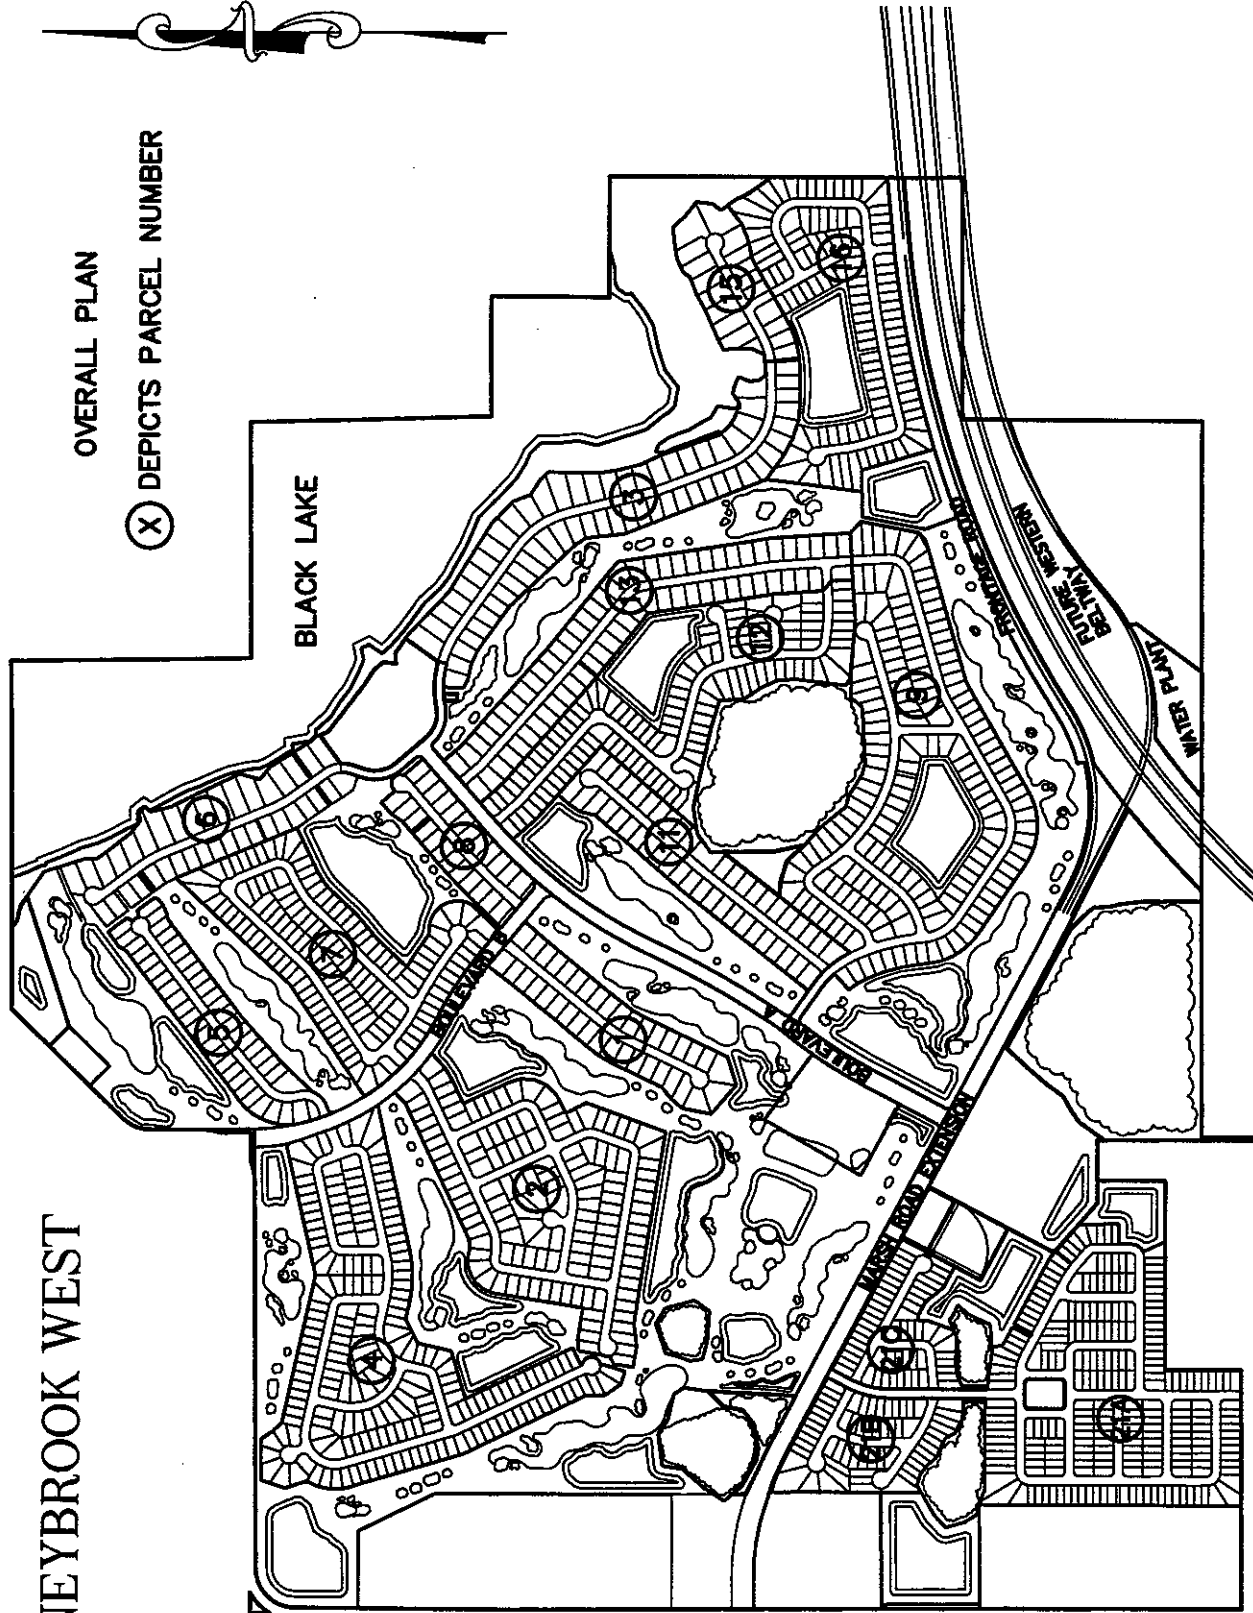 NEYBROOK WEST
OVERALL PLAN
X DEPICTS PARCEL NUMBER
BLACK LAKE
6
5
7
8
BOULEVARD B
1
BOULEVARD A
4
2
3
13
12
11
9
15
16
FRONTAGE ROAD
FUTURE WESTERN
BELTWAY
WATER PLANT
MARSH ROAD EXTENSION
21C
21B
21A